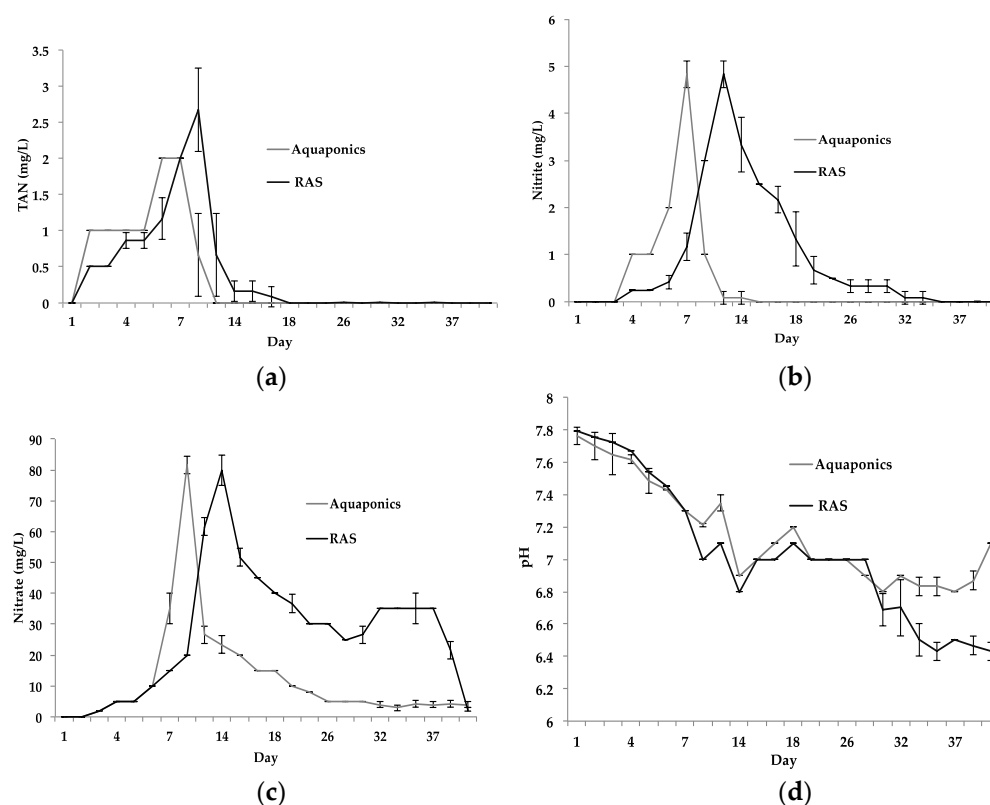 3.5
3
2.5
2
1.5
1
0.5
0
TAN (mg/L)
Aquaponics
RAS
1 4 7 14 18 26 32 37
Day
(a)
6
5
4
3
2
1
0
Nitrite (mg/L)
Aquaponics
RAS
1 4 7 14 18 26 32 37
Day
(b)
90
80
70
60
50
40
30
20
10
0
Nitrate (mg/L)
Aquaponics
RAS
1 4 7 14 18 26 32 37
Day
(c)
8
7.8
7.6
7.4
7.2
7
6.8
6.6
6.4
6.2
6
pH
Aquaponics
RAS
1 4 7 14 18 26 32 37
Day
(d)